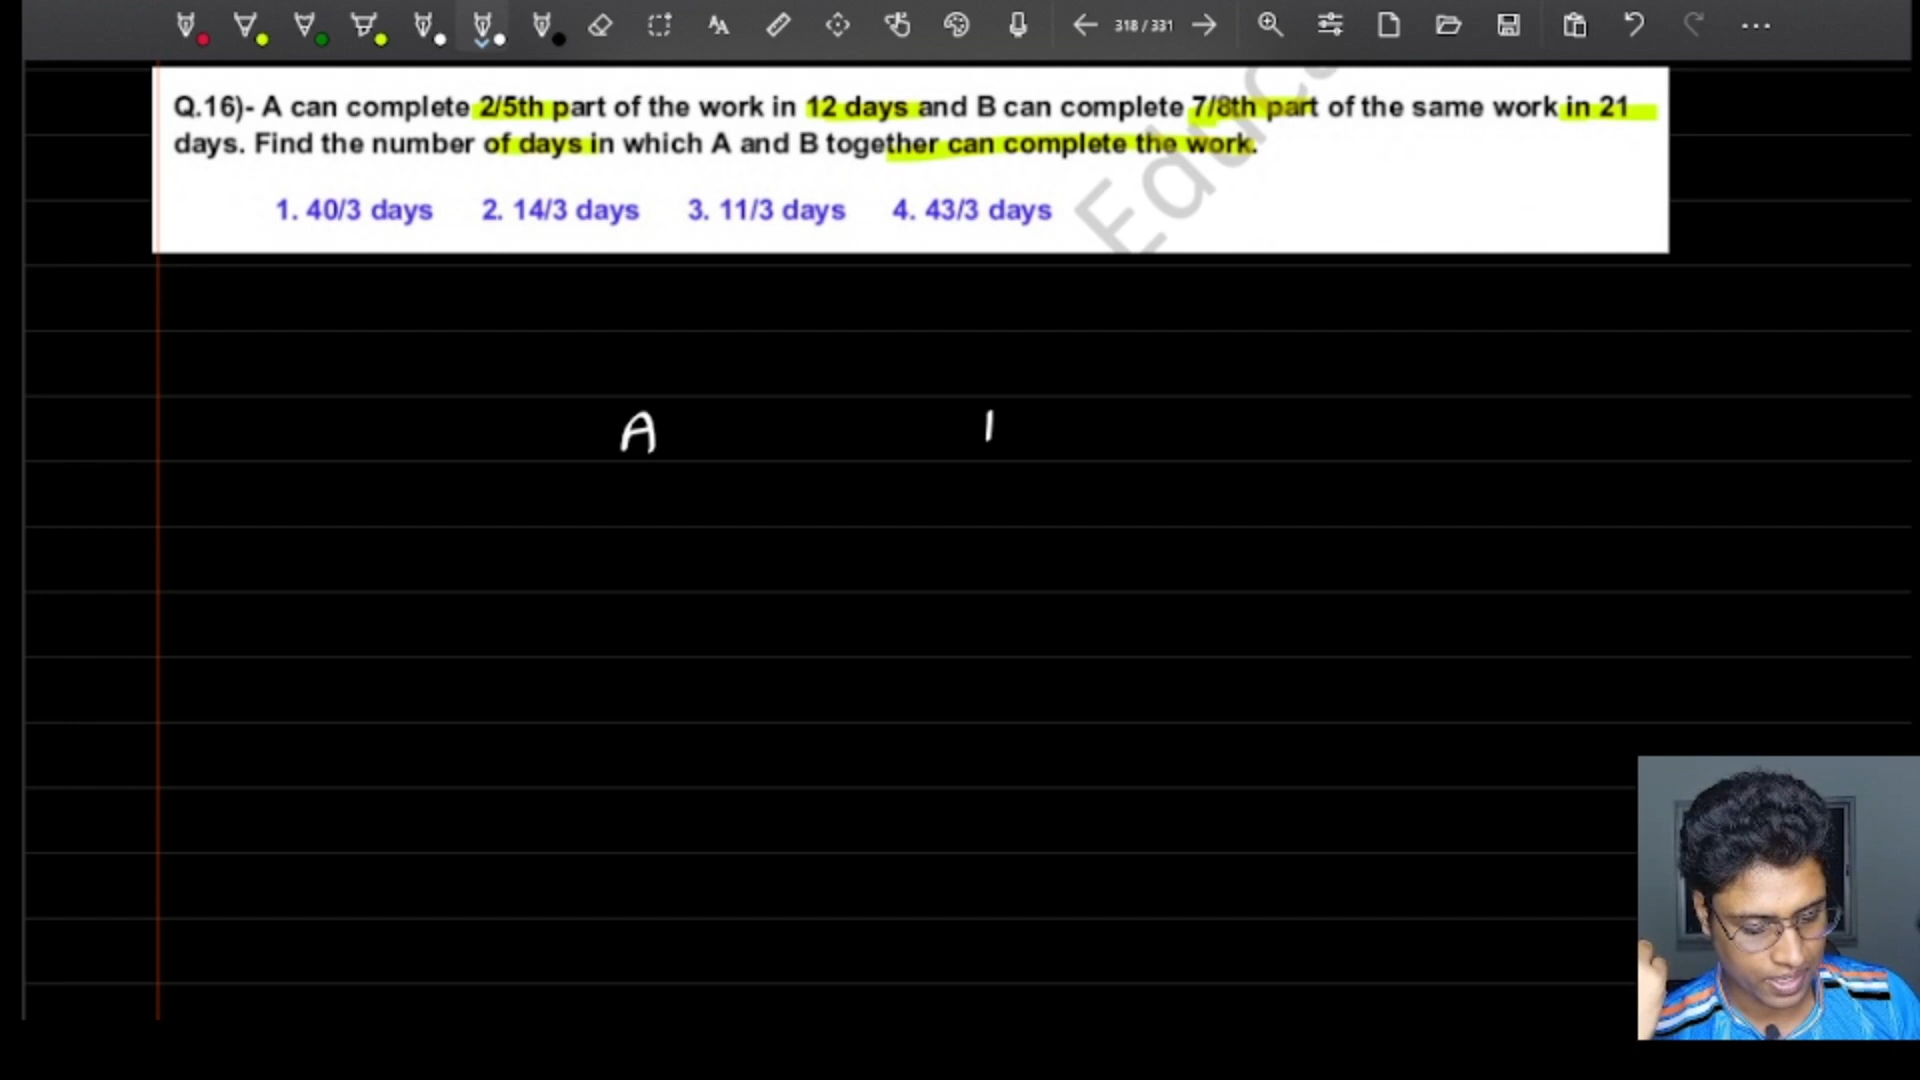 318 / 331
Q.16)- A can complete 2/5th part of the work in 12 days and B can complete 7/8th part of the same work in 21
days. Find the number of days in which A and B together can complete the work.
1. 40/3 days 2. 14/3 days 3. 11/3 days 4. 43/3 days
A